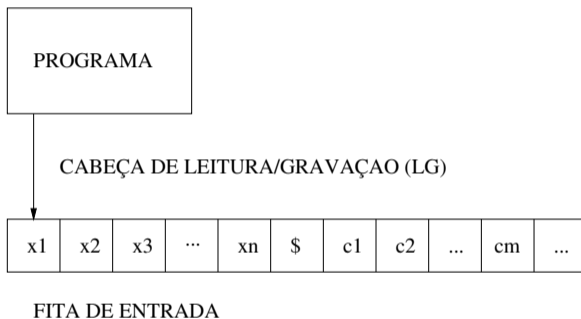 PROGRAMA
CABEÇA DE LEITURA/GRAVAÇAO (LG)
x1 x2 x3 ... xn $ c1 c2 ... cm ...
FITA DE ENTRADA